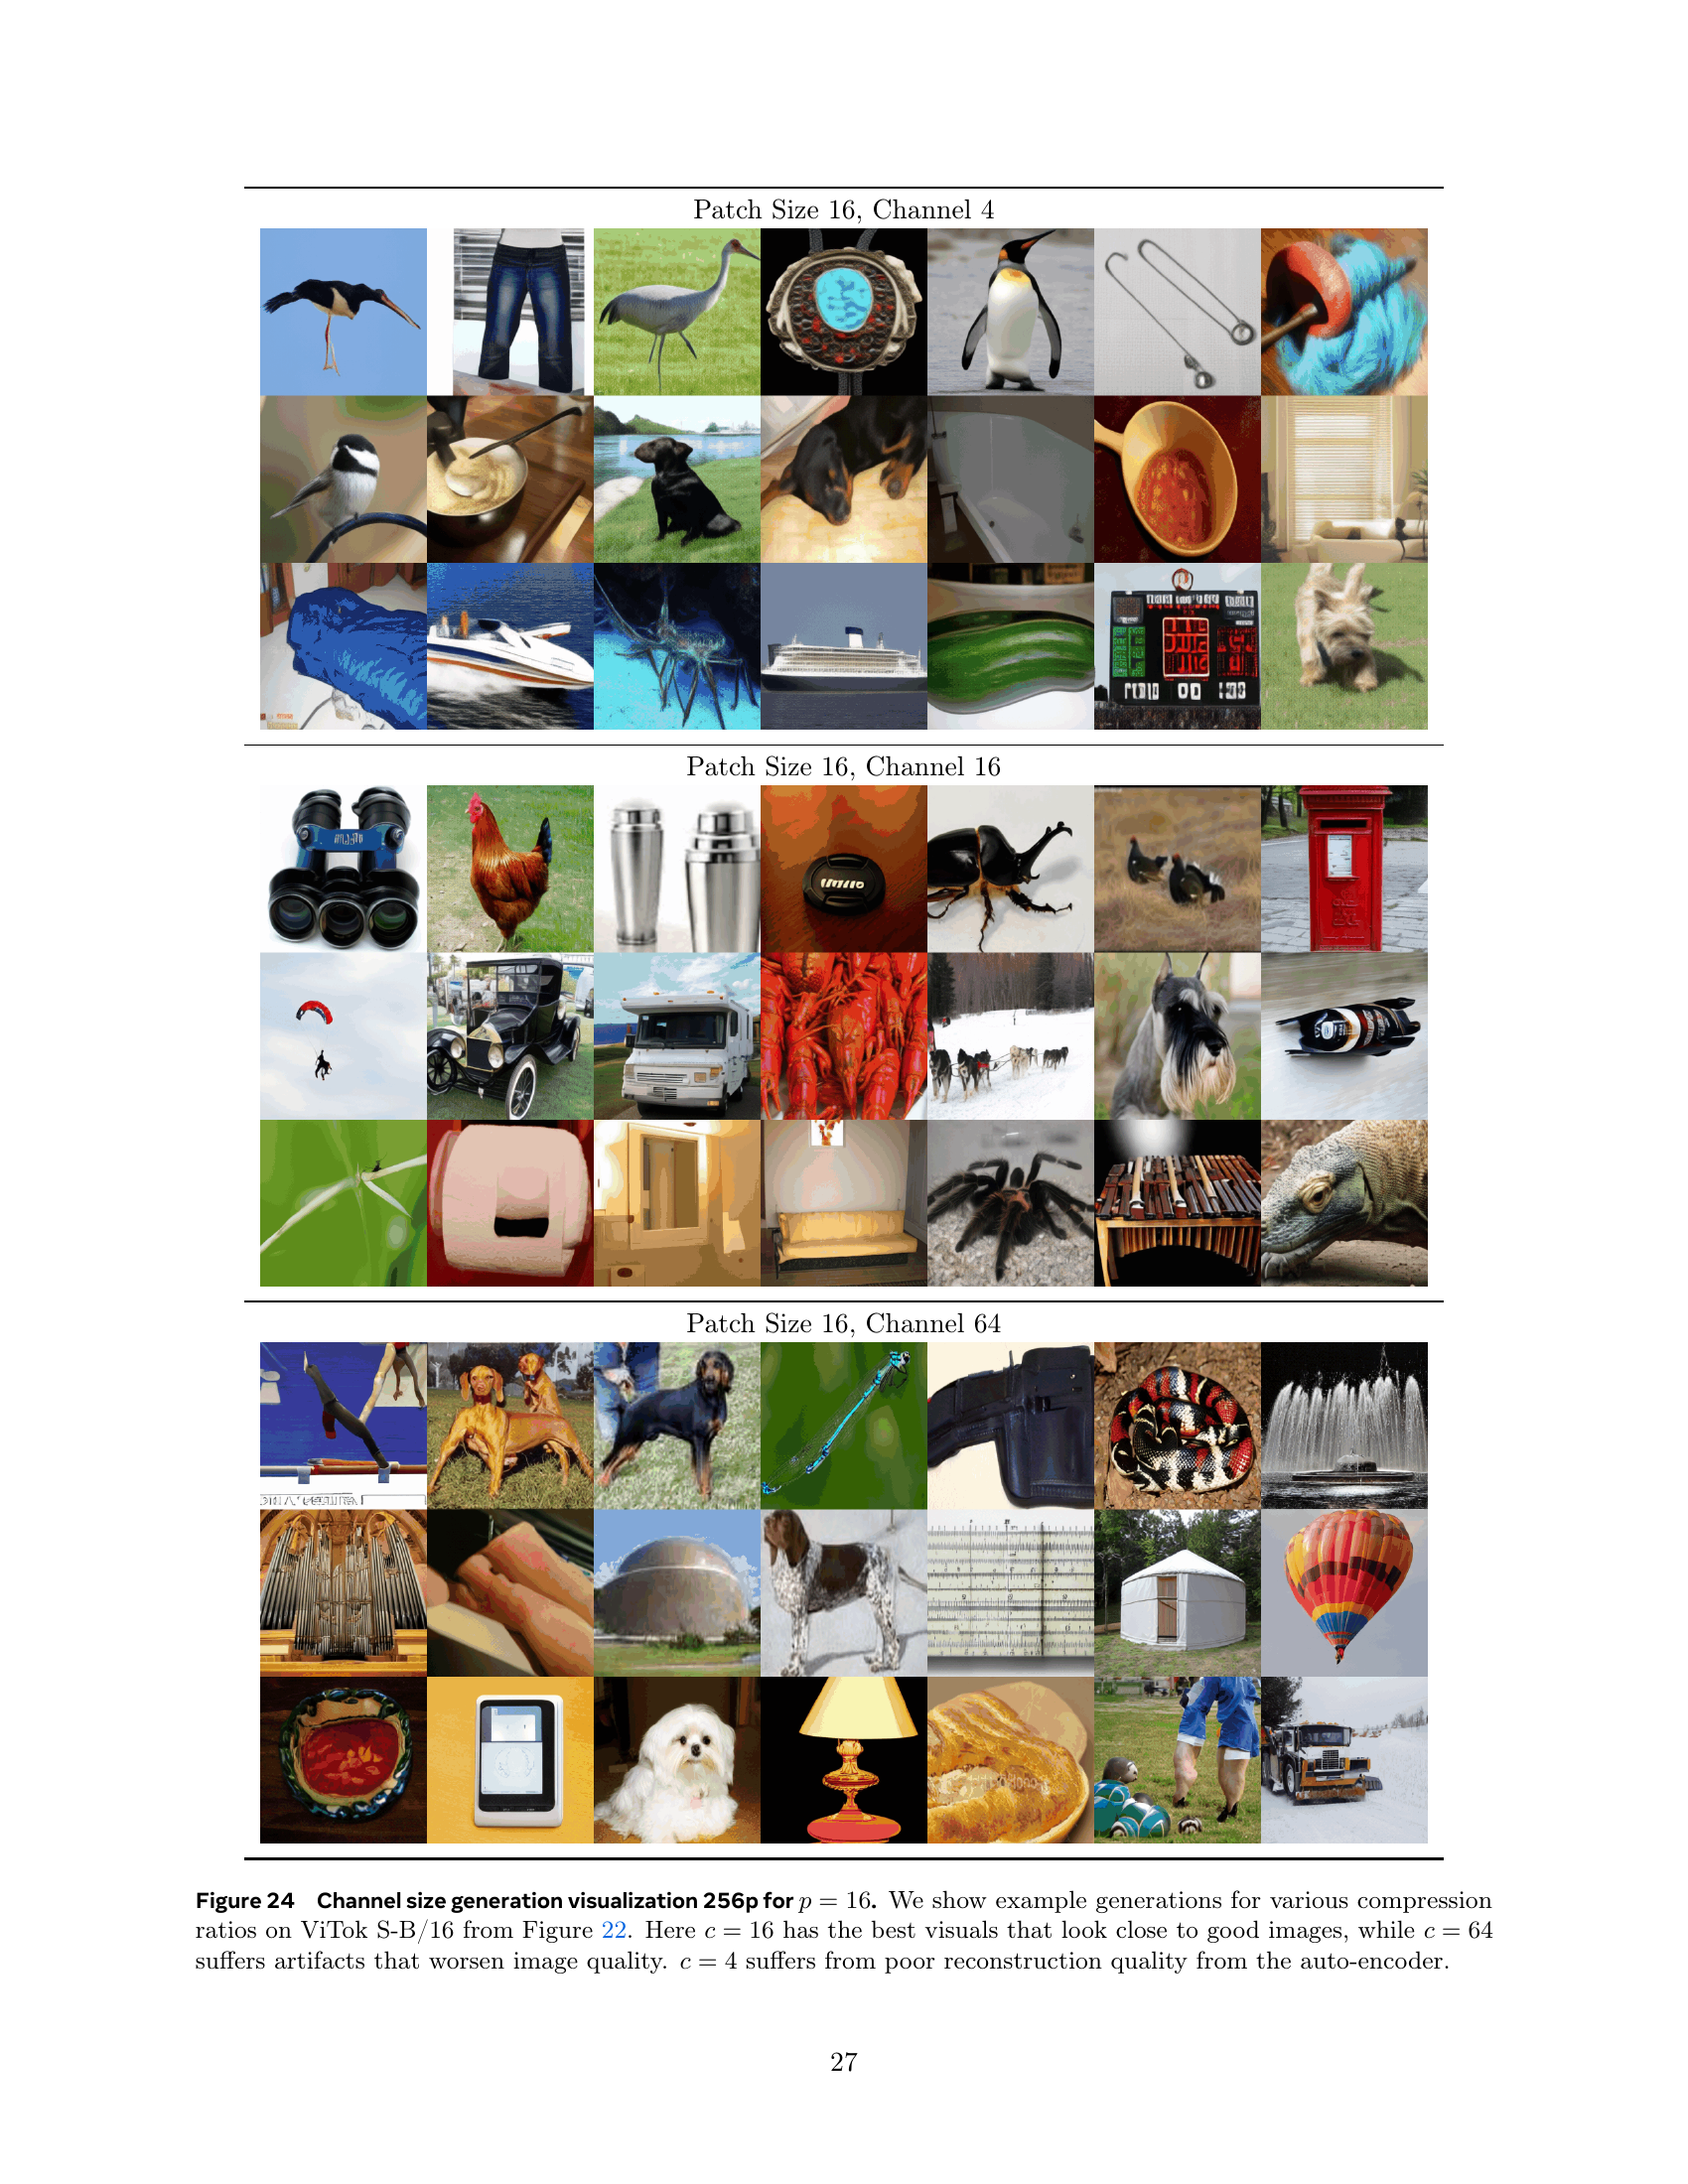 Patch Size 16, Channel 4
Patch Size 16, Channel 16
Patch Size 16, Channel 64
Figure 24 Channel size generation visualization 256p for p = 16. We show example generations for various compression
ratios on ViTok S-B/16 from Figure 22. Here c = 16 has the best visuals that look close to good images, while c = 64
suffers artifacts that worsen image quality. c = 4 suffers from poor reconstruction quality from the auto-encoder.
27